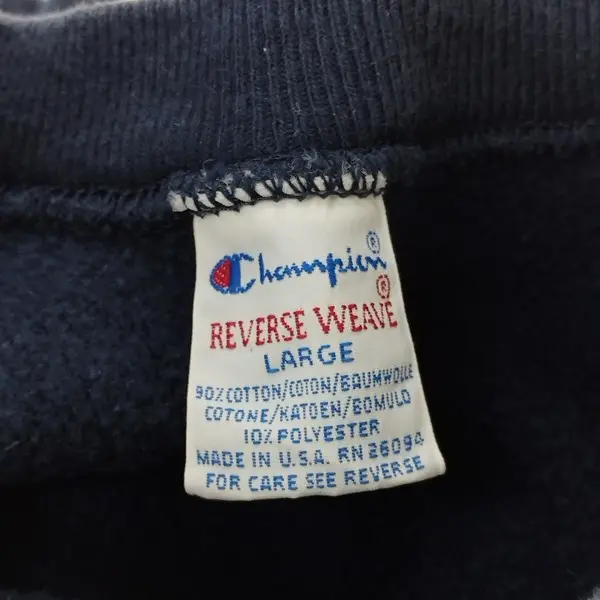 Champion®
REVERSE WEAVE®
LARGE
90% COTTON/COTON/BAUMWOLLE
COTONE/KATOEN/BOMULD
10% POLYESTER
MADE IN U.S.A. RN 26094
FOR CARE SEE REVERSE